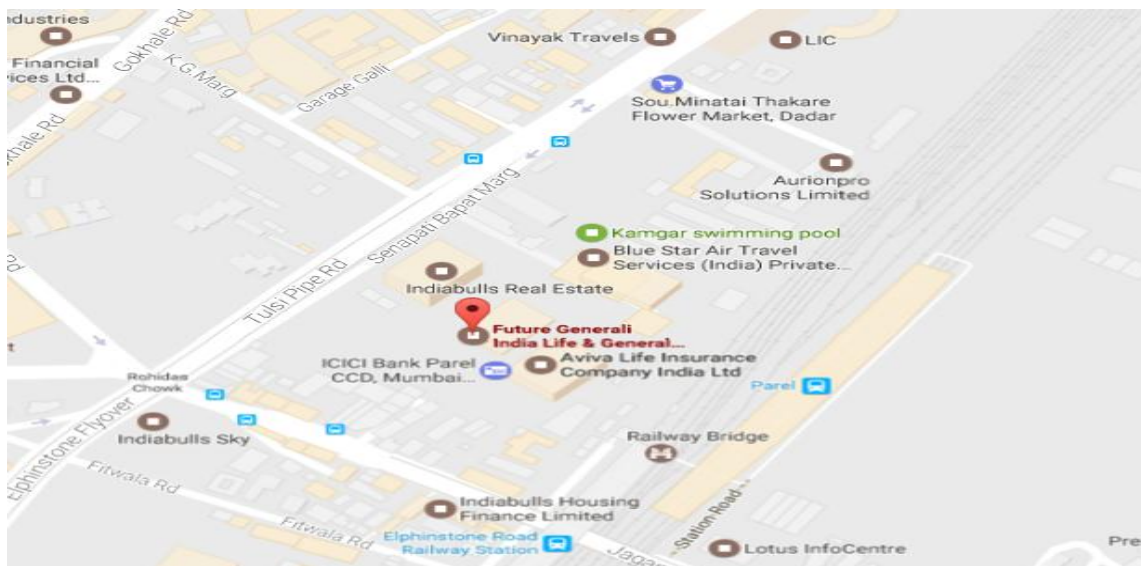 ndustries
Gokhale Rd
Vinayak Travels
LIC
Financial
ices Ltd...
K.G.Marg
Garage Galli
Sou.Minatai Thakare
Flower Market, Dadar
okhale Rd
Aurionpro
Solutions Limited
Senapati Bapat Marg
Kamgar swimming pool
Blue Star Air Travel
Services (India) Private...
Indiabulls Real Estate
Tulsi Pipe Rd
Future Generali
India Life & General...
ICICI Bank Parel
CCD, Mumbai...
Aviva Life Insurance
Company India Ltd
Rohidas
Chowk
Parel
Elphinstone Flyover
Indiabulls Sky
Railway Bridge
Fitwala Rd
Indiabulls Housing
Finance Limited
Fitwala Rd
Station Road
Elphinstone Road
Railway Station
Jagan
Lotus InfoCentre
Pre